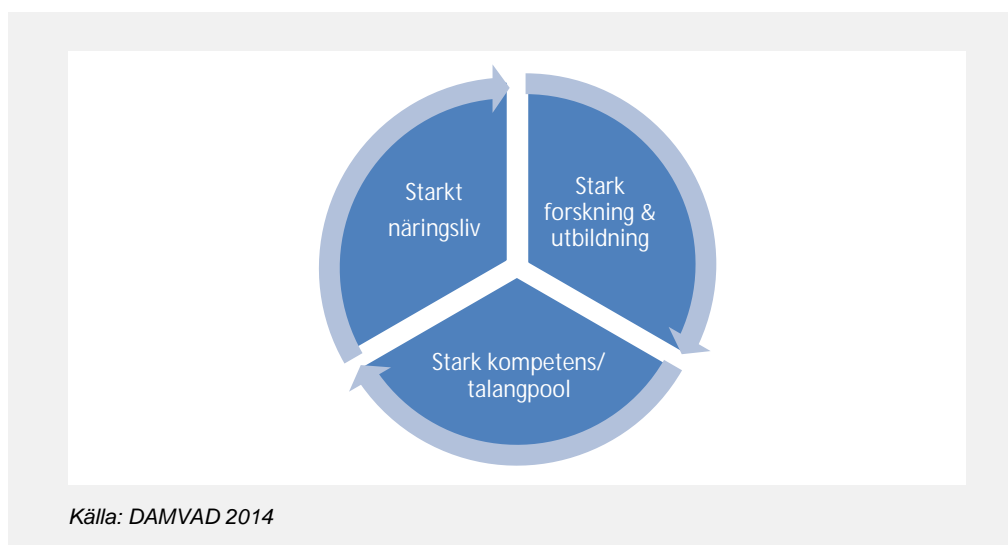 Starkt
näringsliv
Stark
forskning &
utbildning
Stark kompetens/
talangpool
Källa: DAMVAD 2014